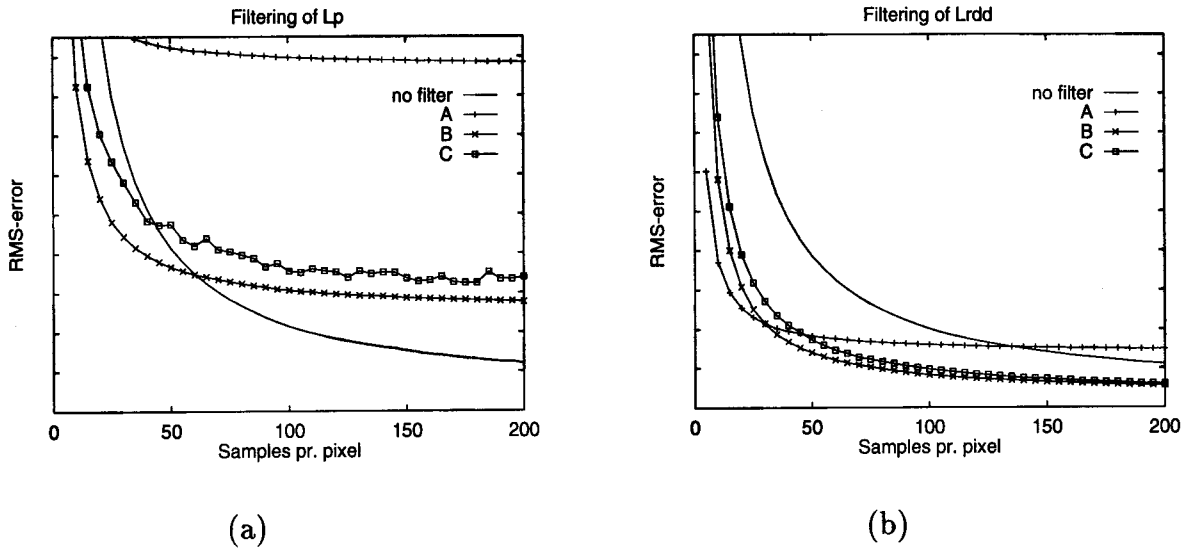 Filtering of Lp
no filter
A
B
C
RMS-error
0
50
100
150
200
Samples pr. pixel
(a)
Filtering of Lrdd
no filter
A
B
C
RMS-error
0
50
100
150
200
Samples pr. pixel
(b)